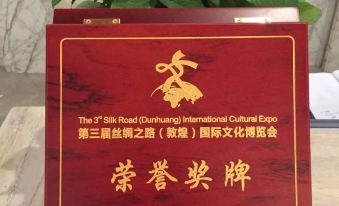 The 3rd Silk Road (Dunhuang) International Cultural Expo
第三届丝绸之路（敦煌）国际文化博览会
荣誉奖牌